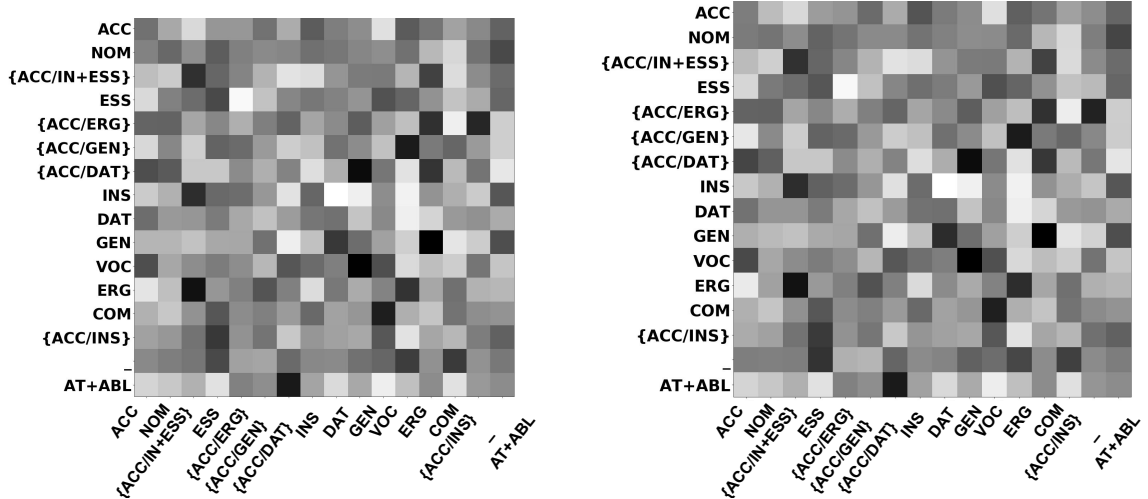 ACC
NOM
{ACC/IN+ESS}
ESS
{ACC/ERG}
{ACC/GEN}
{ACC/DAT}
INS
DAT
GEN
VOC
ERG
COM
{ACC/INS}
_
AT+ABL
ACC
NOM
{ACC/IN+ESS}
ESS
{ACC/ERG}
{ACC/GEN}
{ACC/DAT}
INS
DAT
GEN
VOC
ERG
COM
{ACC/INS}
_
AT+ABL
ACC
NOM
{ACC/IN+ESS}
ESS
{ACC/ERG}
{ACC/GEN}
{ACC/DAT}
INS
DAT
GEN
VOC
ERG
COM
{ACC/INS}
_
AT+ABL
ACC
NOM
{ACC/IN+ESS}
ESS
{ACC/ERG}
{ACC/GEN}
{ACC/DAT}
INS
DAT
GEN
VOC
ERG
COM
{ACC/INS}
_
AT+ABL